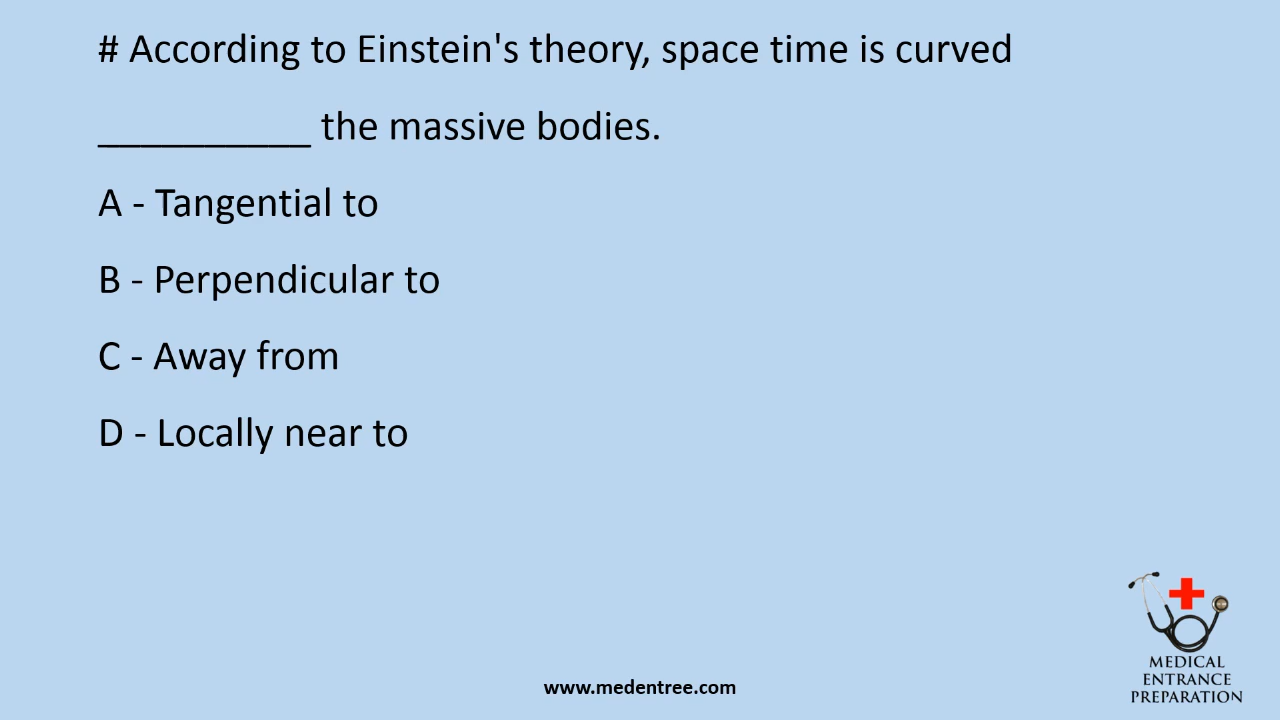 # According to Einstein's theory, space time is curved
__________ the massive bodies.
A - Tangential to
B - Perpendicular to
C - Away from
D - Locally near to
MEDICAL
ENTRANCE
PREPARATION
www.medentree.com